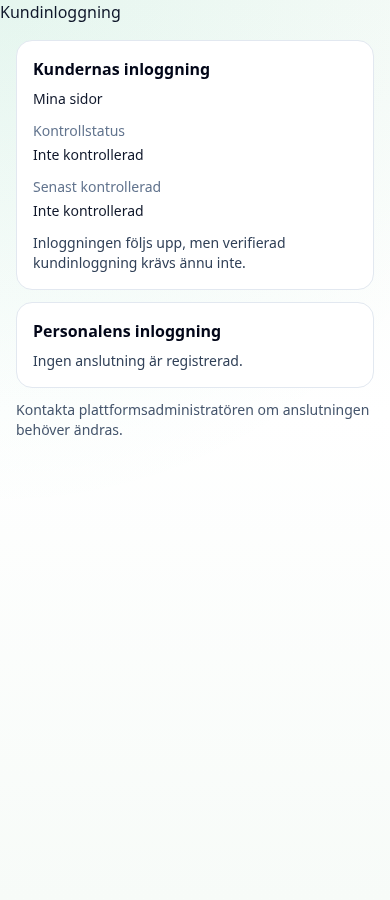 Kundinloggning
Kundernas inloggning
Mina sidor
Kontrollstatus
Inte kontrollerad
Senast kontrollerad
Inte kontrollerad
Inloggningen följs upp, men verifierad
kundinloggning krävs ännu inte.
Personalens inloggning
Ingen anslutning är registrerad.
Kontakta plattformsadministratören om anslutningen
behöver ändras.